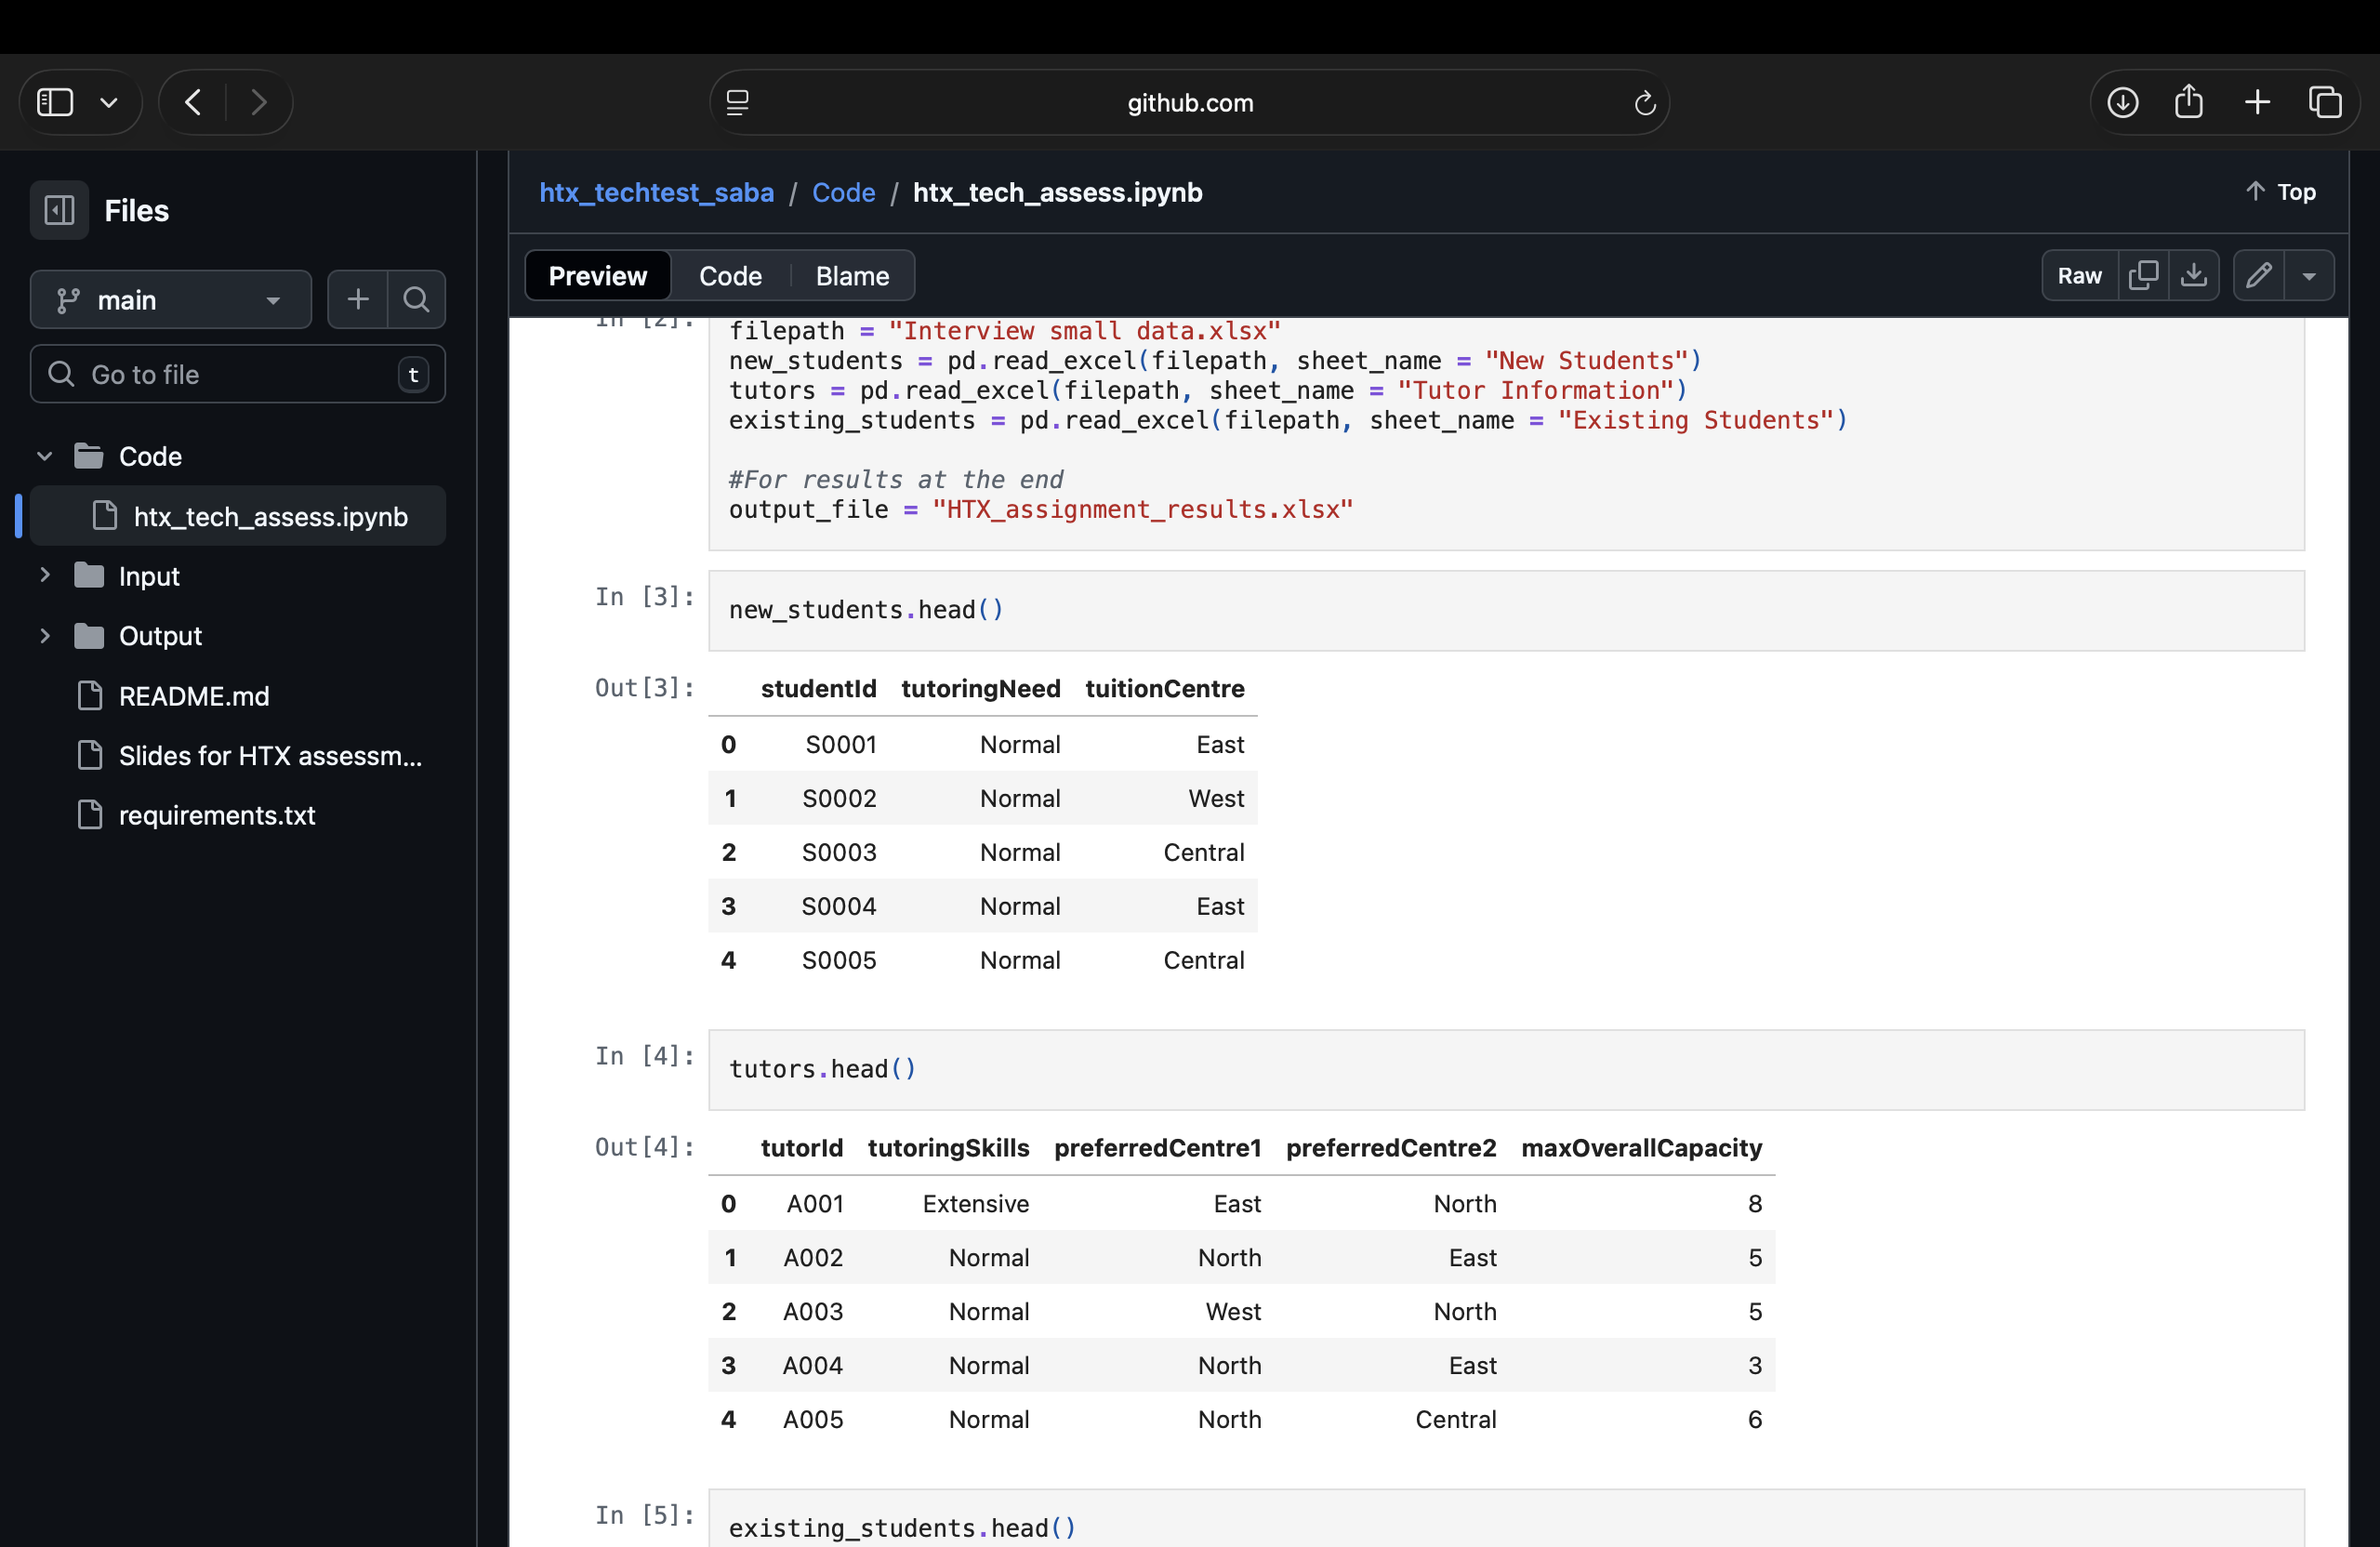 github.com
Files
main
Go to file
t
Code
htx_tech_assess.ipynb
Input
Output
README.md
Slides for HTX assessm...
requirements.txt
htx_techtest_saba / Code / htx_tech_assess.ipynb
Top
Preview Code Blame
Raw
In [2]:
filepath = "Interview small data.xlsx"
new_students = pd.read_excel(filepath, sheet_name = "New Students")
tutors = pd.read_excel(filepath, sheet_name = "Tutor Information")
existing_students = pd.read_excel(filepath, sheet_name = "Existing Students")
#For results at the end
output_file = "HTX_assignment_results.xlsx"
In [3]:
new_students.head()
Out[3]:
studentId tutoringNeed tuitionCentre
0 S0001 Normal East
1 S0002 Normal West
2 S0003 Normal Central
3 S0004 Normal East
4 S0005 Normal Central
In [4]:
tutors.head()
Out[4]:
tutorId tutoringSkills preferredCentre1 preferredCentre2 maxOverallCapacity
0 A001 Extensive East North 8
1 A002 Normal North East 5
2 A003 Normal West North 5
3 A004 Normal North East 3
4 A005 Normal North Central 6
In [5]:
existing_students.head()